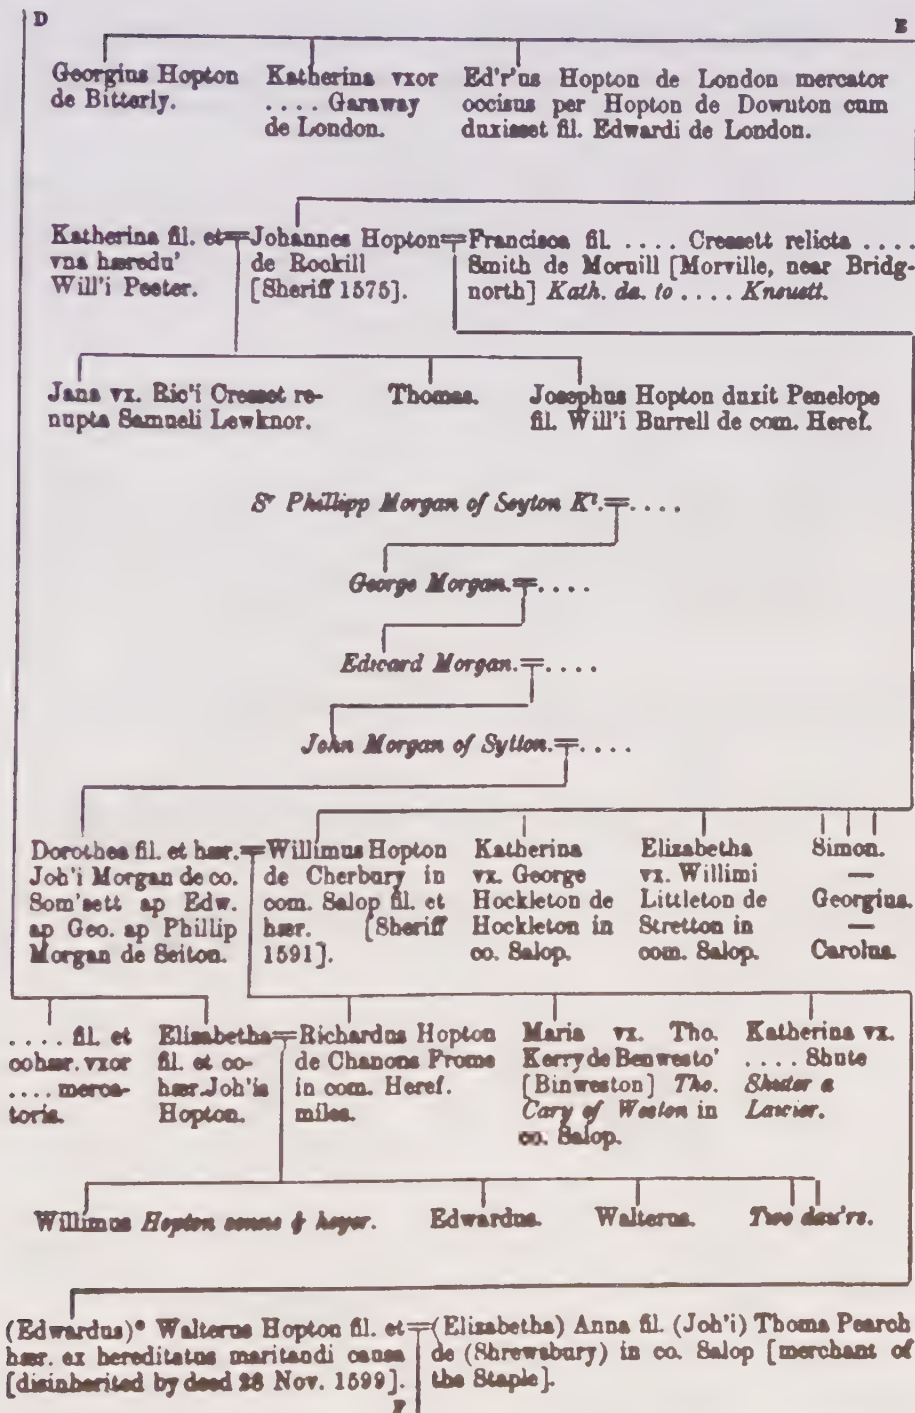 D E
Georgius Hopton
de Bitterly.
Katherina vxor
.... Garaway
de London.
Ed'r'us Hopton de London mercator
occisus per Hopton de Downton cum
duxisset fil. Edwardi de London.
Katherina fil. et
vna hæredu'
Will'i Peeter.
Johannes Hopton
de Rockill
[Sheriff 1575].
Francisca fil. .... Cressett relicta ....
Smith de Moruill [Morville, near Bridg-
north] Kath. da. to .... Kneuett.
Jana vx. Ric'i Cresset re-
nupta Samueli Lewknor.
Thomas.
Josephus Hopton duxit Penelope
fil. Will'i Burrell de com. Heref.
Sr Phillipp Morgan of Seyton Kt. = ....
George Morgan. = ....
Edward Morgan. = ....
John Morgan of Sytton. = ....
Dorothea fil. et hær.
Joh'i Morgan de co.
Som'sett ap Edw.
ap Geo. ap Phillip
Morgan de Seiton.
Willimus Hopton
de Cherbury in
com. Salop fil. et
hær. [Sheriff
1591].
Katherina
vx. George
Hockleton de
Hockleton in
co. Salop.
Elizabetha
vx. Willimi
Littleton de
Stretton in
com. Salop.
Simon.
—
Georgius.
—
Carolus.
.... fil. et
cohær. vxor
.... merca-
toris.
Elizabetha
fil. et co-
hær. Joh'is
Hopton.
Richardus Hopton
de Chanons Frome
in com. Heref.
miles.
Maria vx. Tho.
Kerry de Benwesto'
[Binweston] Tho.
Cary of Weston in
co. Salop.
Katherina vx.
.... Shute
Shuter a
Lawier.
Willimus Hopton sonne & heyer.
Edwardus.
Walterus.
Two dau'rs.
(Edwardus)* Walterus Hopton fil. et
hær. ex hereditatus maritandi causa
[disinherited by deed 28 Nov. 1599].
(Elizabetha) Anna fil. (Joh'i) Thoma Pearch
de (Shrewsbury) in co. Salop [merchant of
the Staple].
F